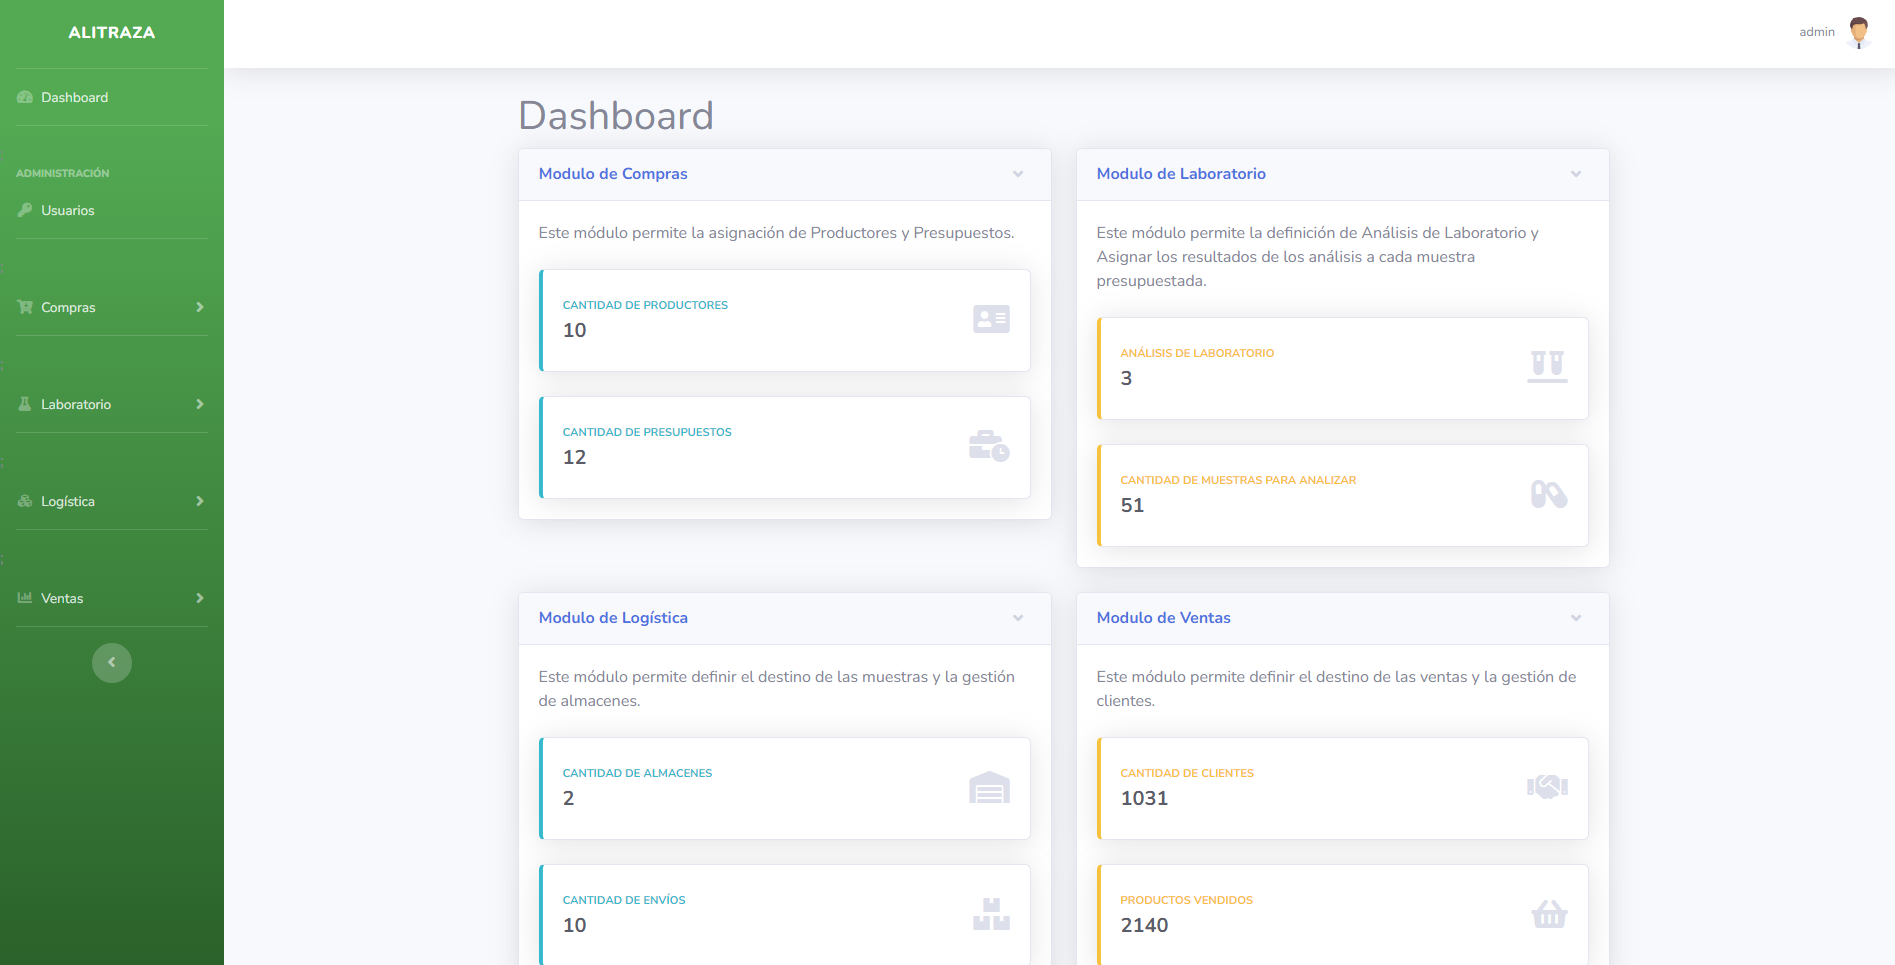 ALITRAZA
Dashboard
ADMINISTRACIÓN
Usuarios
;
Compras
;
Laboratorio
;
Logística
;
Ventas
admin
Dashboard
Modulo de Compras
Este módulo permite la asignación de Productores y Presupuestos.
CANTIDAD DE PRODUCTORES
10
CANTIDAD DE PRESUPUESTOS
12
Modulo de Laboratorio
Este módulo permite la definición de Análisis de Laboratorio y
Asignar los resultados de los análisis a cada muestra
presupuestada.
ANÁLISIS DE LABORATORIO
3
CANTIDAD DE MUESTRAS PARA ANALIZAR
51
Modulo de Logística
Este módulo permite definir el destino de las muestras y la gestión
de almacenes.
CANTIDAD DE ALMACENES
2
CANTIDAD DE ENVÍOS
10
Modulo de Ventas
Este módulo permite definir el destino de las ventas y la gestión de
clientes.
CANTIDAD DE CLIENTES
1031
PRODUCTOS VENDIDOS
2140